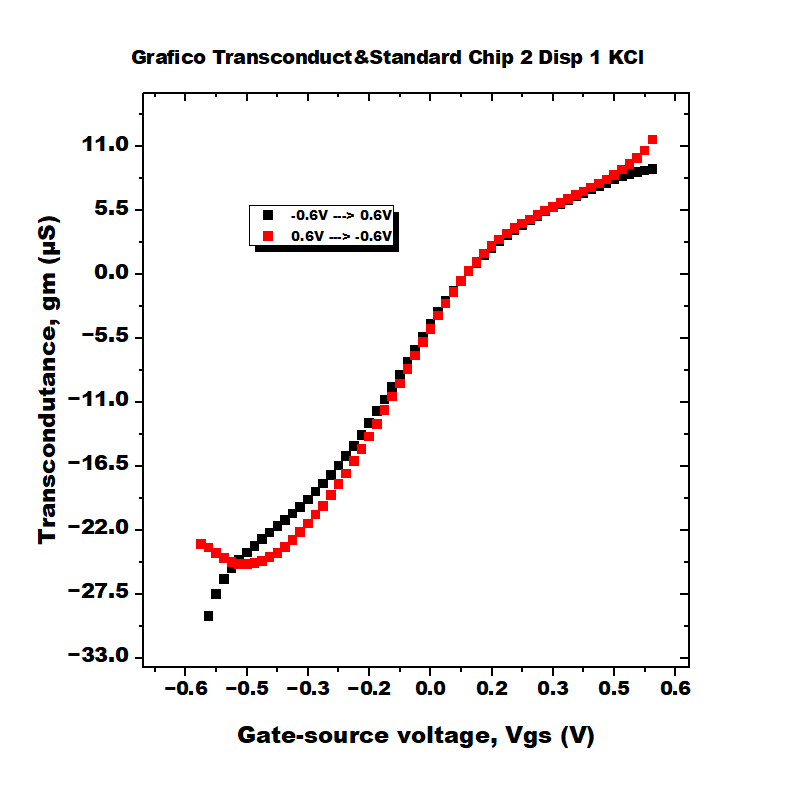 Grafico Transconduct&Standard Chip 2 Disp 1 KCl
11.0
5.5
0.0
−5.5
−11.0
−16.5
−22.0
−27.5
−33.0
Transcondutance, gm (µS)
-0.6V ---> 0.6V
0.6V ---> -0.6V
−0.6 −0.5 −0.3 −0.2 0.0 0.2 0.3 0.5 0.6
Gate-source voltage, Vgs (V)